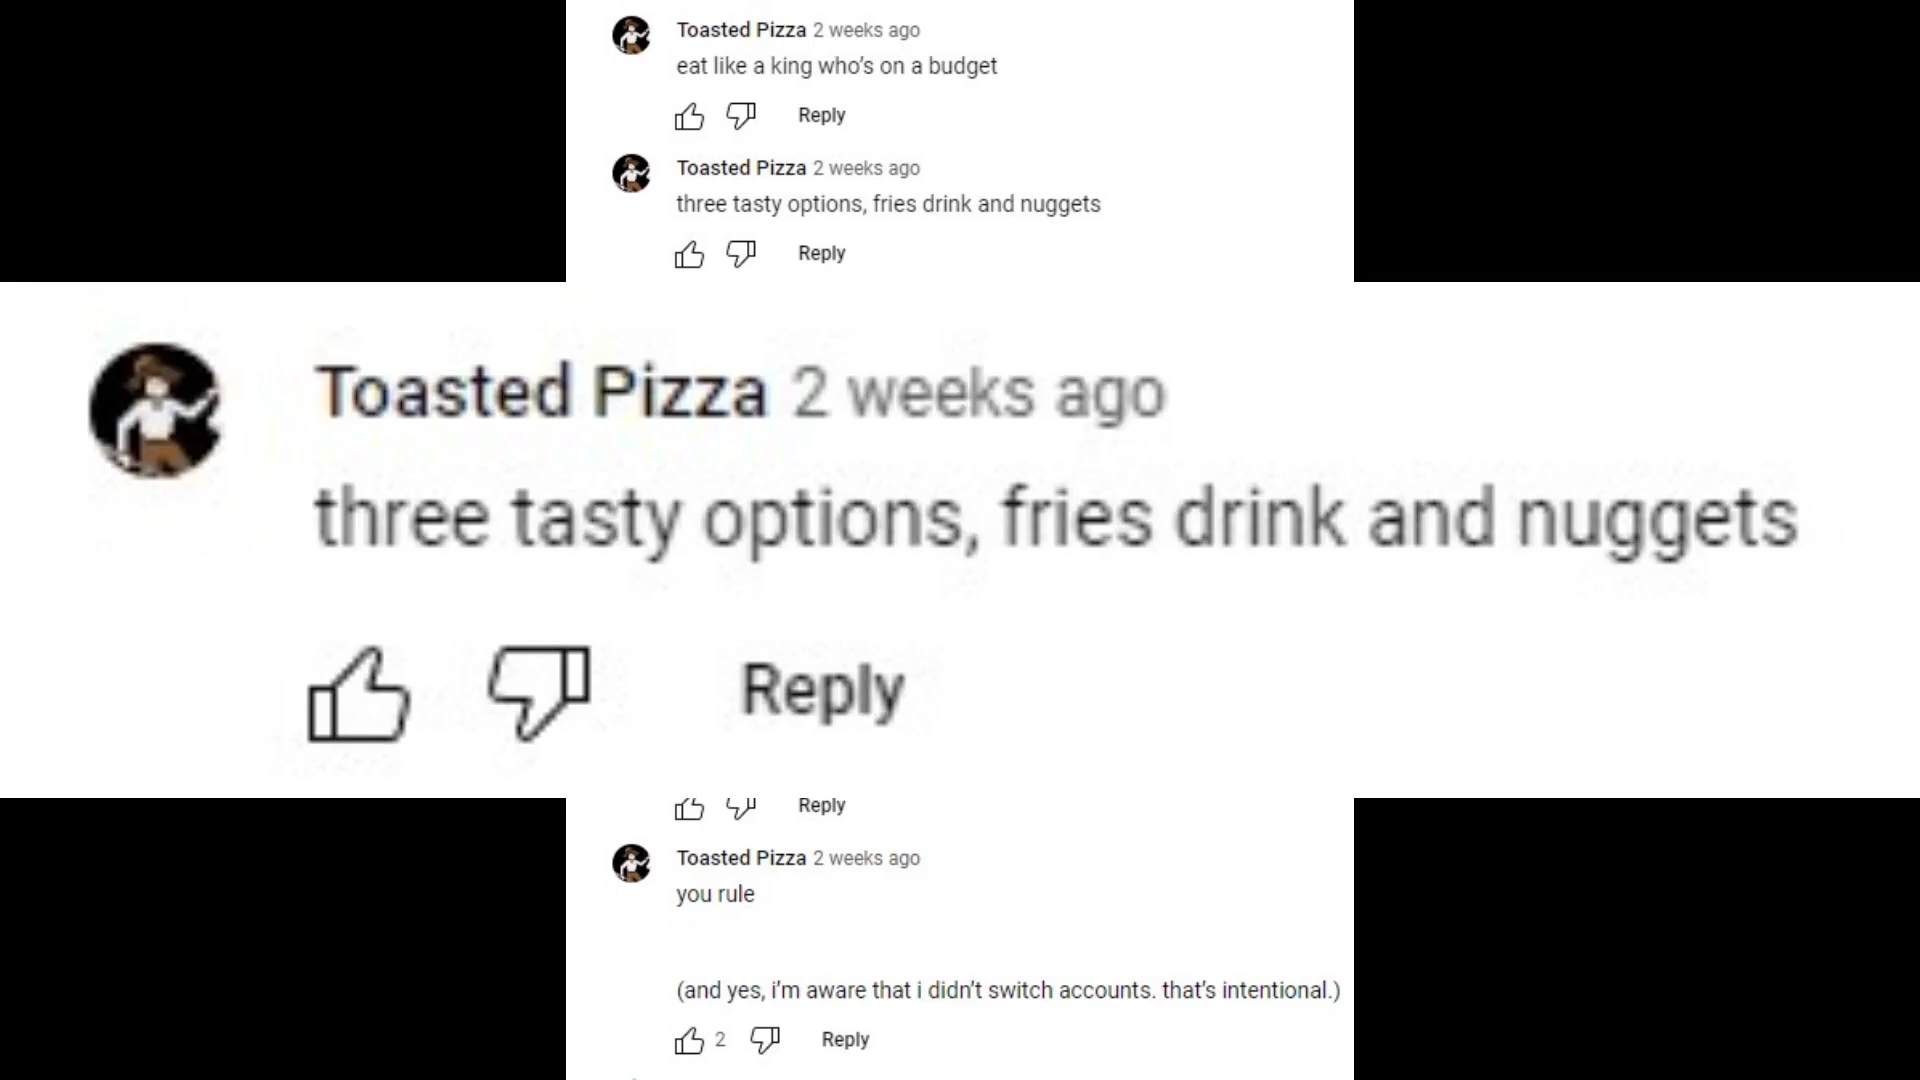 Toasted Pizza 2 weeks ago
eat like a king who's on a budget
Reply
Toasted Pizza 2 weeks ago
three tasty options, fries drink and nuggets
Reply
Toasted Pizza 2 weeks ago
three tasty options, fries drink and nuggets
Reply
Reply
Toasted Pizza 2 weeks ago
you rule
(and yes, i'm aware that i didn't switch accounts. that's intentional.)
2 Reply